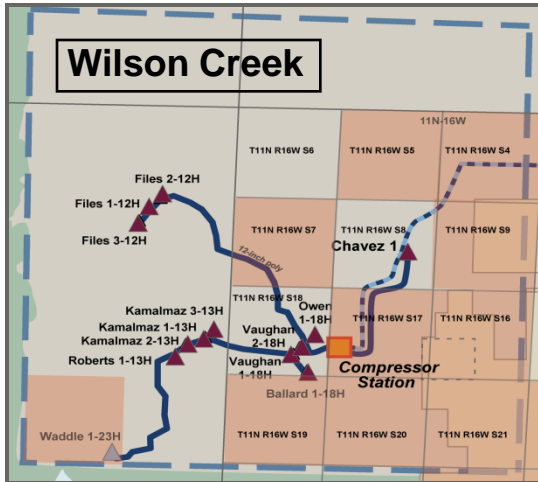 Wilson Creek
11N-16W
T11N R16W S6
T11N R16W S5
T11N R16W S4
Files 2-12H
Files 1-12H
Files 3-12H
T11N R16W S7
T11N R16W S8
T11N R16W S9
Chavez 1
12-inch poly
T11N R16W S18
Owen
1-18H
T11N R16W S17
T11N R16W S16
Kamalmaz 3-13H
Kamalmaz 1-13H
Kamalmaz 2-13H
Roberts 1-13H
Vaughan
2-18H
Vaughan
1-18H
Compressor
Station
Ballard 1-18H
Waddle 1-23H
T11N R16W S19
T11N R16W S20
T11N R16W S21